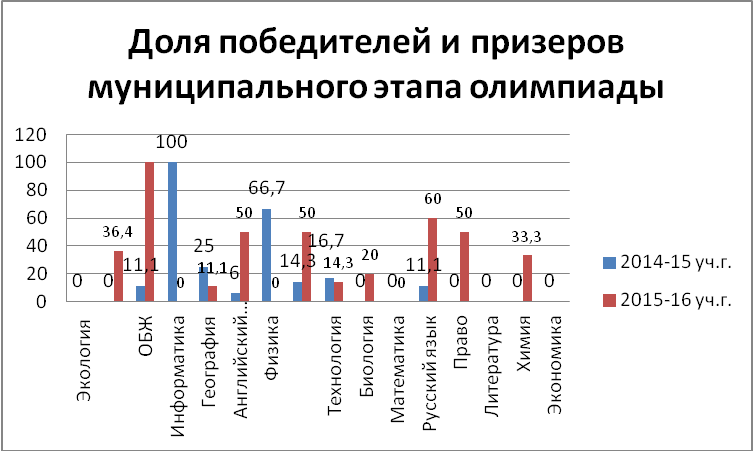 Доля победителей и призеров
муниципального этапа олимпиады
120
100
80
60
40
20
0
0
0
36,4
11,1
100
0
25
11,1
6
50
66,7
0
14,3
50
16,7
14,3
0
20
0
0
11,1
60
0
50
0
0
33,3
0
Экология
ОБЖ
Информатика
География
Английский...
Физика
Технология
Биология
Математика
Русский язык
Право
Литература
Химия
Экономика
2014-15 уч.г.
2015-16 уч.г.